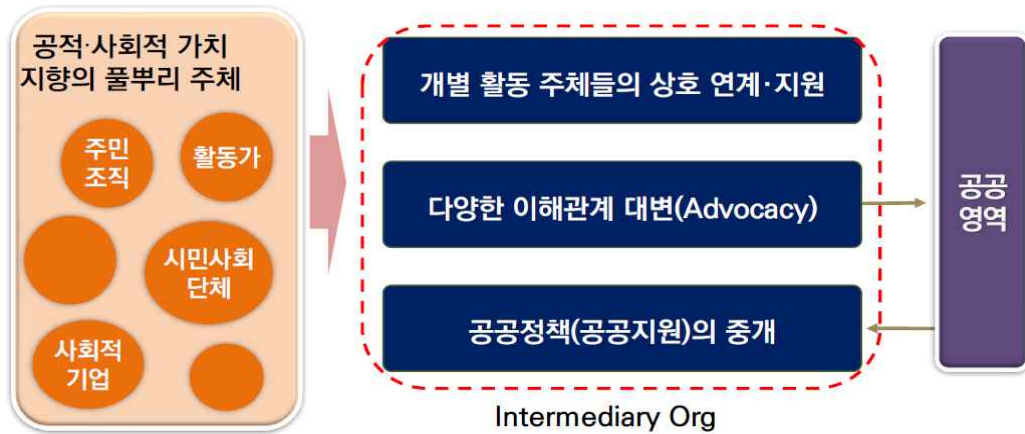 공적·사회적 가치
지향의 풀뿌리 주체
주민
조직
활동가
시민사회
단체
사회적
기업
개별 활동 주체들의 상호 연계·지원
다양한 이해관계 대변(Advocacy)
공공정책(공공지원)의 중개
Intermediary Org
공공
영역